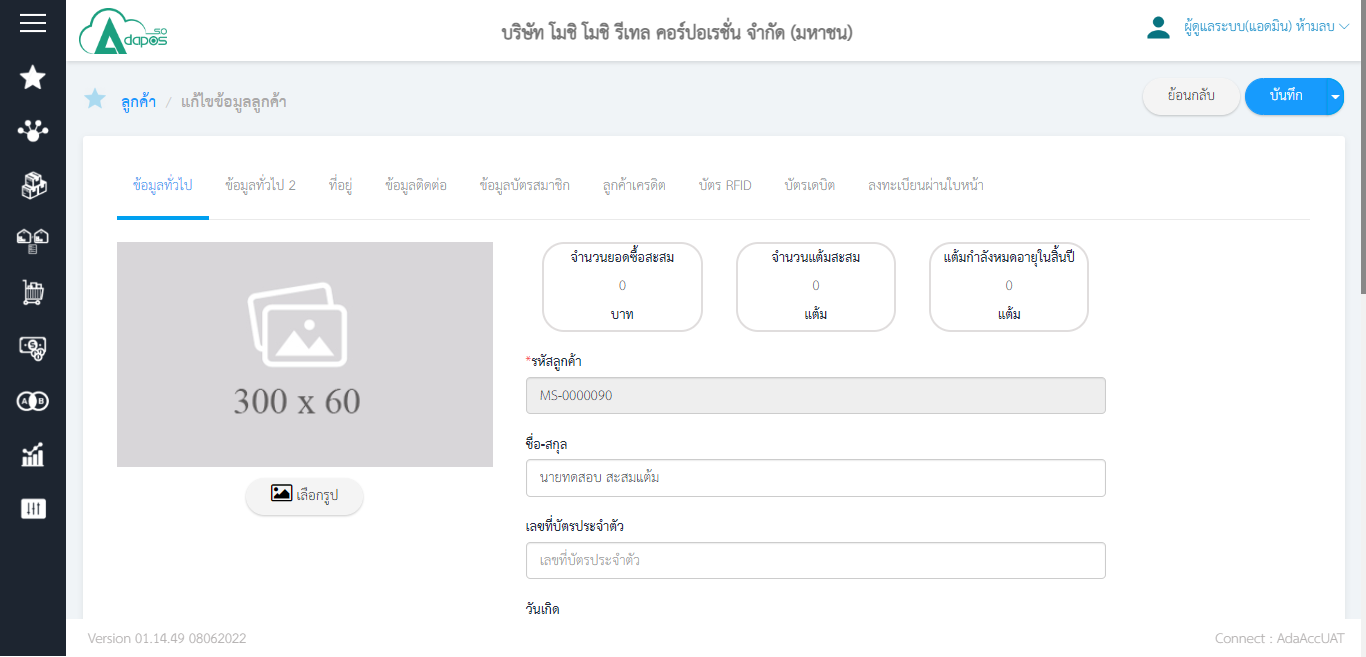 Adapos SO
บริษัท โมชิ โมชิ รีเทล คอร์ปอเรชั่น จำกัด (มหาชน)
ผู้ดูแลระบบ(แอดมิน) ห้ามลบ
ลูกค้า / แก้ไขข้อมูลลูกค้า
ย้อนกลับ
บันทึก
ข้อมูลทั่วไป
ข้อมูลทั่วไป 2
ที่อยู่
ข้อมูลติดต่อ
ข้อมูลบัตรสมาชิก
ลูกค้าเครดิต
บัตร RFID
บัตรเดบิต
ลงทะเบียนผ่านใบหน้า
300 x 60
เลือกรูป
จำนวนยอดซื้อสะสม
0
บาท
จำนวนแต้มสะสม
0
แต้ม
แต้มกำลังหมดอายุในสิ้นปี
0
แต้ม
*รหัสลูกค้า
MS-0000090
ชื่อ-สกุล
นายทดสอบ สะสมแต้ม
เลขที่บัตรประจำตัว
เลขที่บัตรประจำตัว
วันเกิด
A B
Version 01.14.49 08062022
Connect : AdaAccUAT